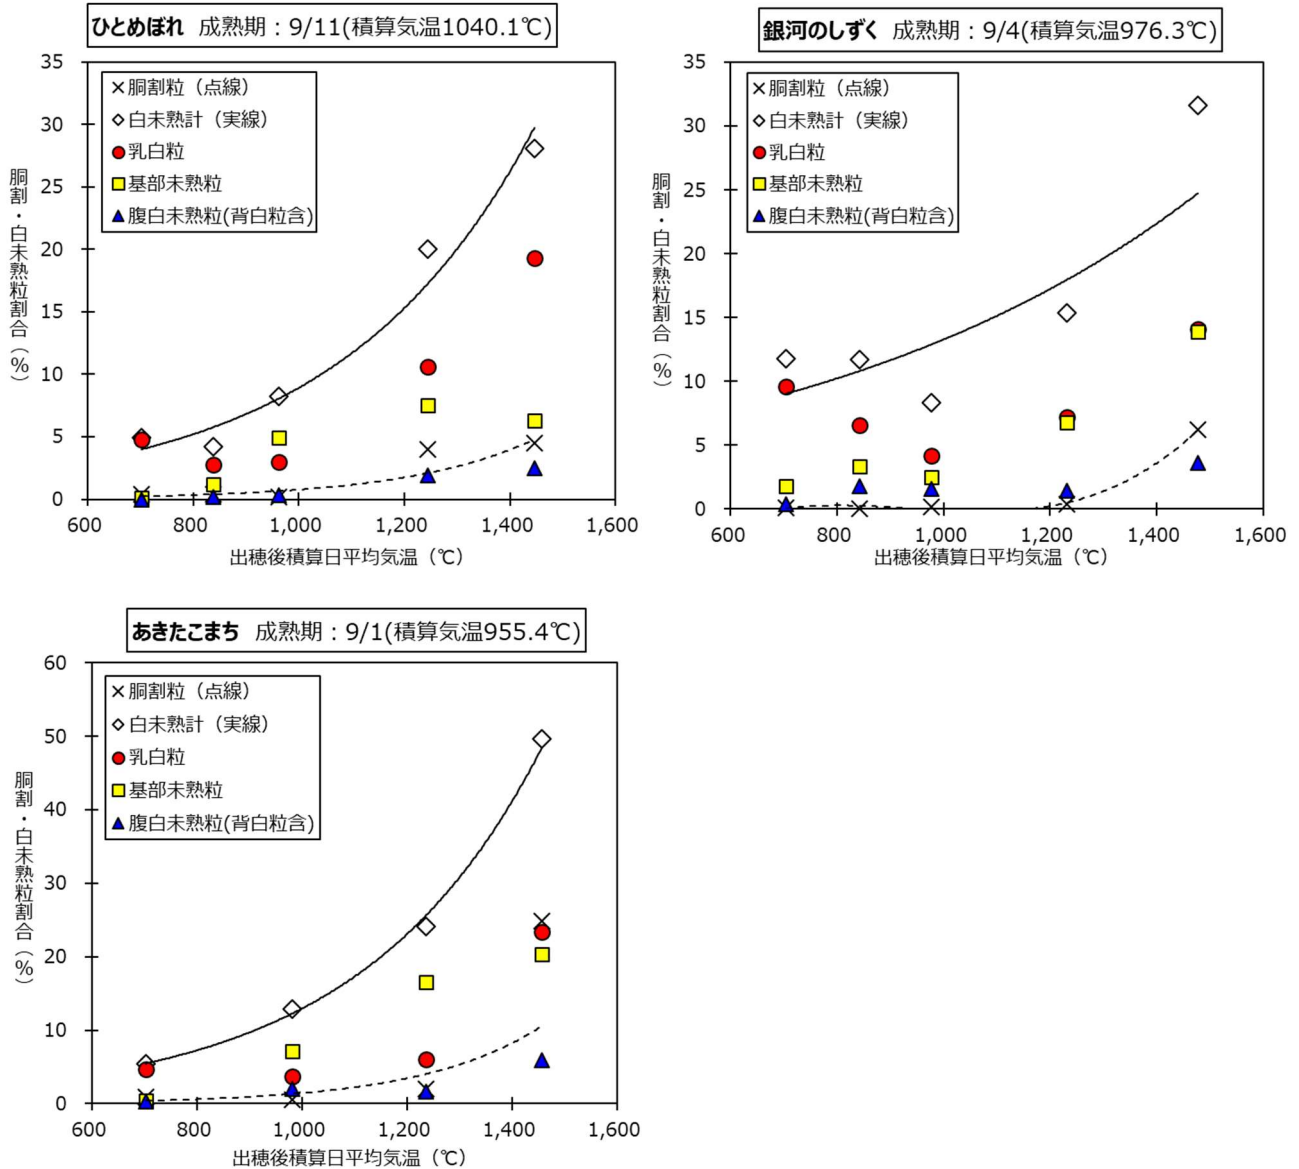 ひとめぼれ 成熟期：9/11(積算気温1040.1℃)
35
30
25
20
15
10
5
0
胴割・白未熟粒割合（%）
×胴割粒（点線）
◇白未熟計（実線）
乳白粒
基部未熟粒
腹白未熟粒(背白粒含)
600 800 1,000 1,200 1,400 1,600
出穂後積算日平均気温（℃）
銀河のしずく 成熟期：9/4(積算気温976.3℃)
35
30
25
20
15
10
5
0
胴割・白未熟粒割合（%）
×胴割粒（点線）
◇白未熟計（実線）
乳白粒
基部未熟粒
腹白未熟粒(背白粒含)
600 800 1,000 1,200 1,400 1,600
出穂後積算日平均気温（℃）
あきたこまち 成熟期：9/1(積算気温955.4℃)
60
50
40
30
20
10
0
胴割・白未熟粒割合（%）
×胴割粒（点線）
◇白未熟計（実線）
乳白粒
基部未熟粒
腹白未熟粒(背白粒含)
600 800 1,000 1,200 1,400 1,600
出穂後積算日平均気温（℃）